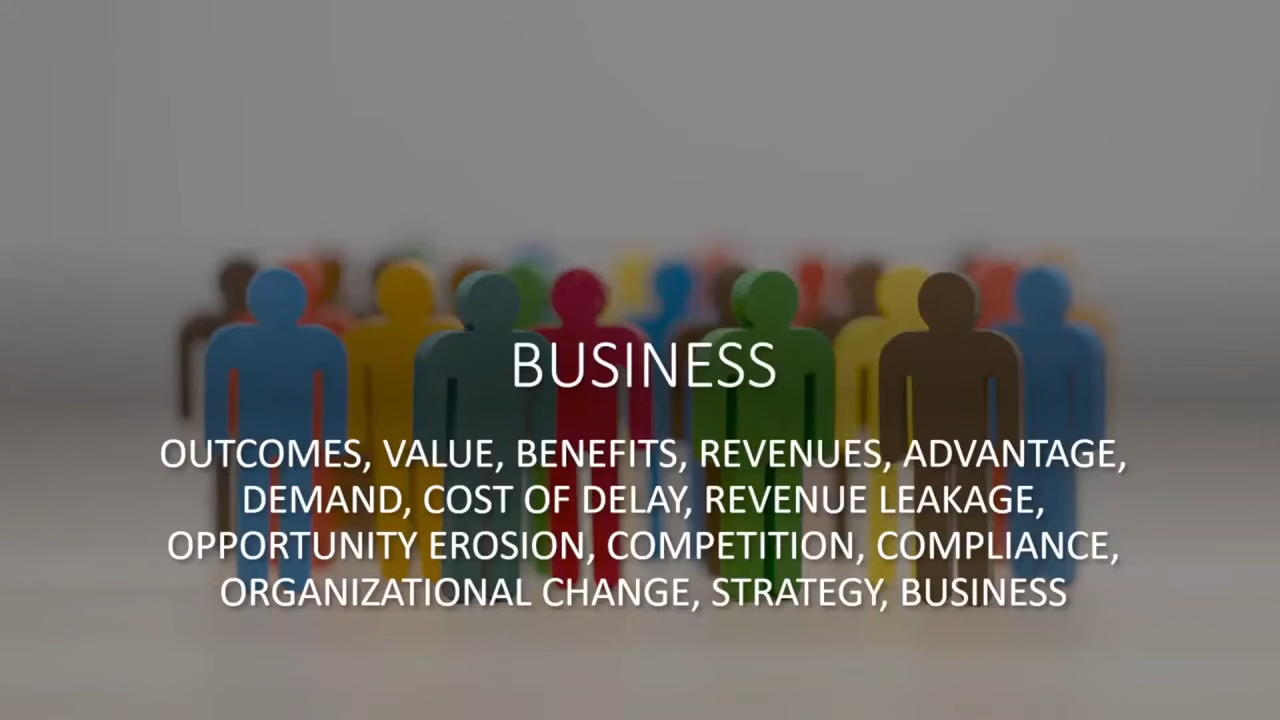 BUSINESS
OUTCOMES, VALUE, BENEFITS, REVENUES, ADVANTAGE,
DEMAND, COST OF DELAY, REVENUE LEAKAGE,
OPPORTUNITY EROSION, COMPETITION, COMPLIANCE,
ORGANIZATIONAL CHANGE, STRATEGY, BUSINESS